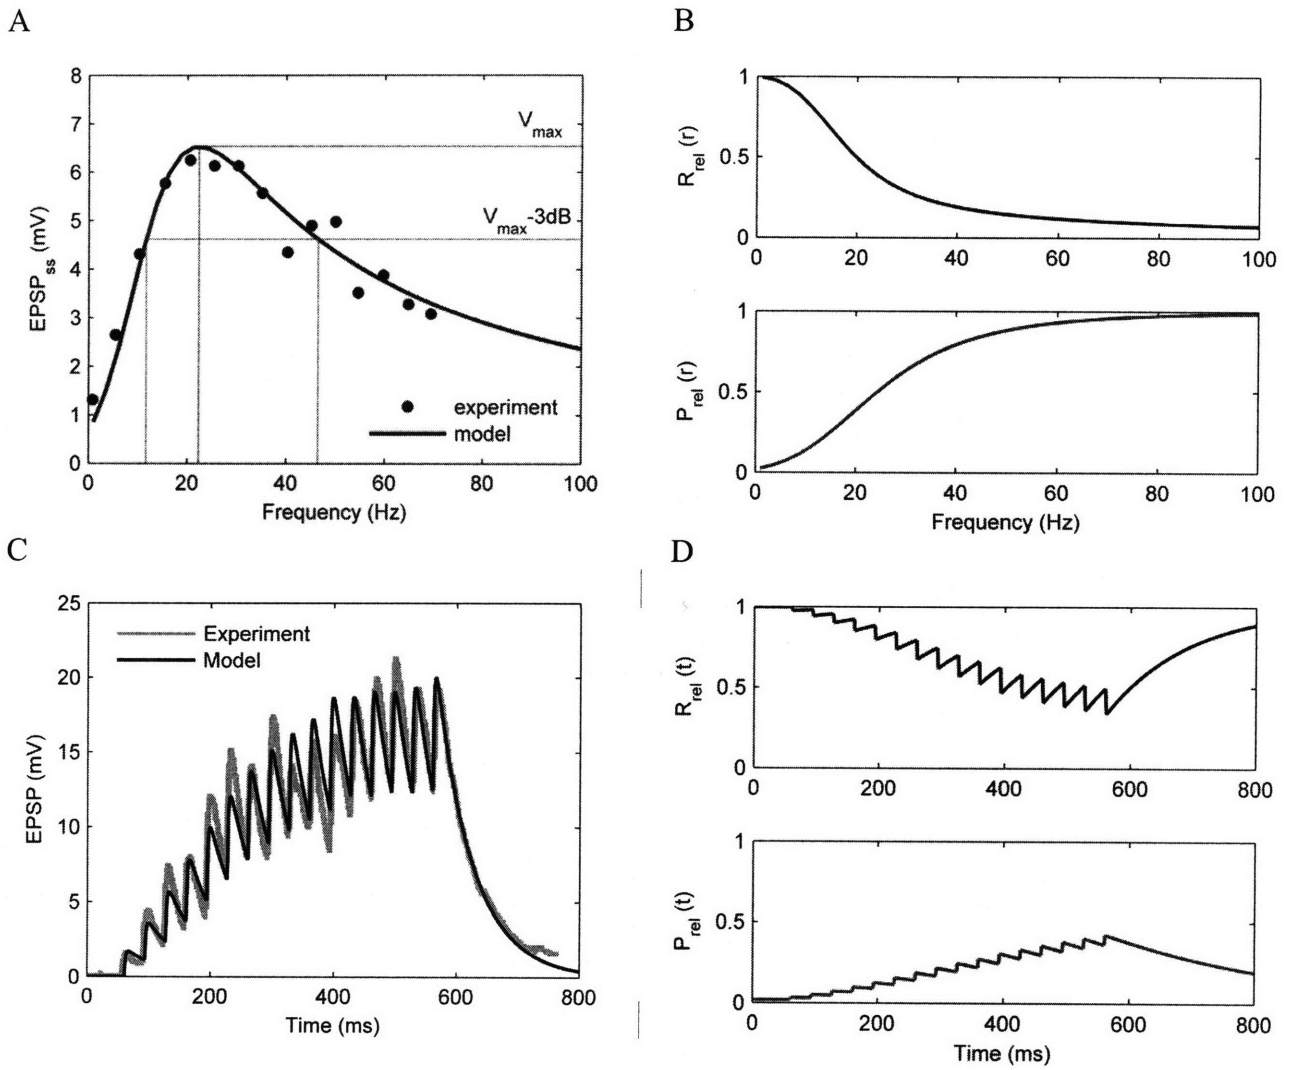 A
8
7
6
5
4
3
2
1
0
EPSPss (mV)
Vmax
Vmax-3dB
experiment
model
0 20 40 60 80 100
Frequency (Hz)
B
1
0.5
0
Rrel (r)
0 20 40 60 80 100
1
0.5
0
Prel (r)
0 20 40 60 80 100
Frequency (Hz)
C
25
20
15
10
5
0
EPSP (mV)
Experiment
Model
0 200 400 600 800
Time (ms)
D
1
0.5
0
Rrel (t)
0 200 400 600 800
1
0.5
0
Prel (t)
0 200 400 600 800
Time (ms)